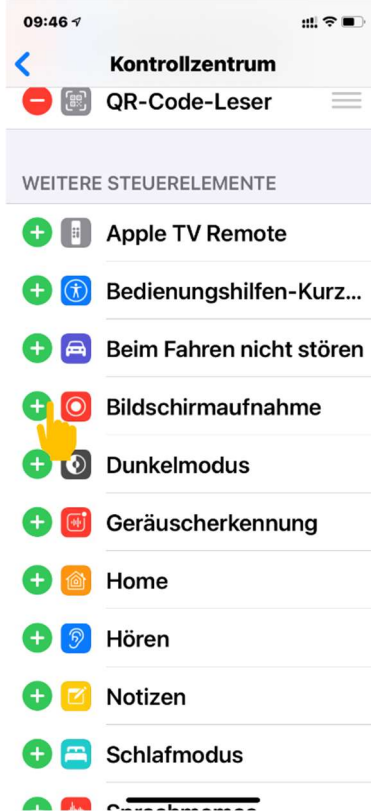 09:46
Kontrollzentrum
QR-Code-Leser
WEITERE STEUERELEMENTE
Apple TV Remote
Bedienungshilfen-Kurz...
Beim Fahren nicht stören
Bildschirmaufnahme
Dunkelmodus
Geräuscherkennung
Home
Hören
Notizen
Schlafmodus